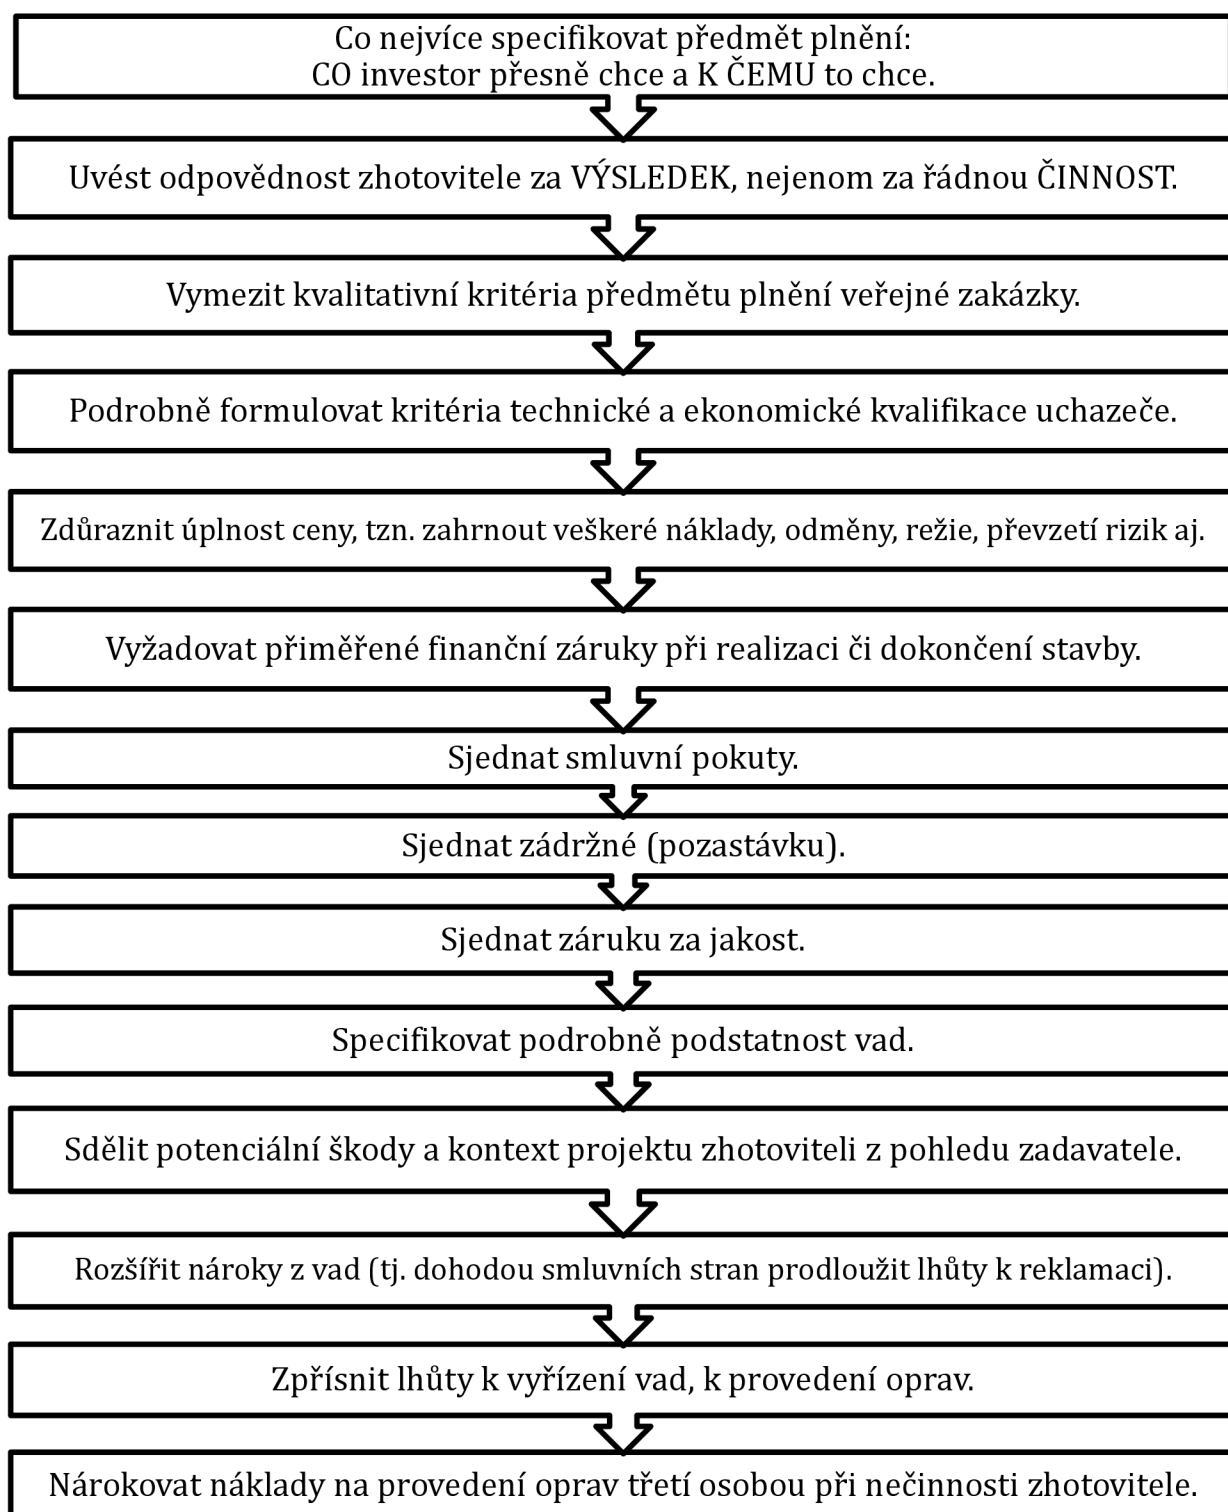 Co nejvíce specifikovat předmět plnění:
CO investor přesně chce a K ČEMU to chce.
Uvést odpovědnost zhotovitele za VÝSLEDEK, nejenom za řádnou ČINNOST.
Vymezit kvalitativní kritéria předmětu plnění veřejné zakázky.
Podrobně formulovat kritéria technické a ekonomické kvalifikace uchazeče.
Zdůraznit úplnost ceny, tzn. zahrnout veškeré náklady, odměny, režie, převzetí rizik aj.
Vyžadovat přiměřené finanční záruky při realizaci či dokončení stavby.
Sjednat smluvní pokuty.
Sjednat zádržné (pozastávku).
Sjednat záruku za jakost.
Specifikovat podrobně podstatnost vad.
Sdělit potenciální škody a kontext projektu zhotoviteli z pohledu zadavatele.
Rozšířit nároky z vad (tj. dohodou smluvních stran prodloužit lhůty k reklamaci).
Zpřísnit lhůty k vyřízení vad, k provedení oprav.
Nárokovat náklady na provedení oprav třetí osobou při nečinnosti zhotovitele.